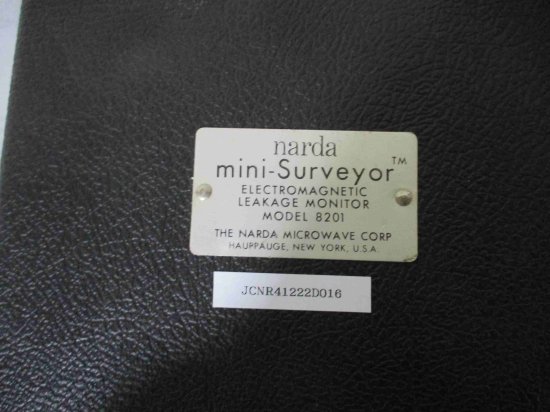 narda
mini-Surveyor™
ELECTROMAGNETIC
LEAKAGE MONITOR
MODEL 8201
THE NARDA MICROWAVE CORP
HAUPPAUGE, NEW YORK, U.S.A.
JCNR41222D016